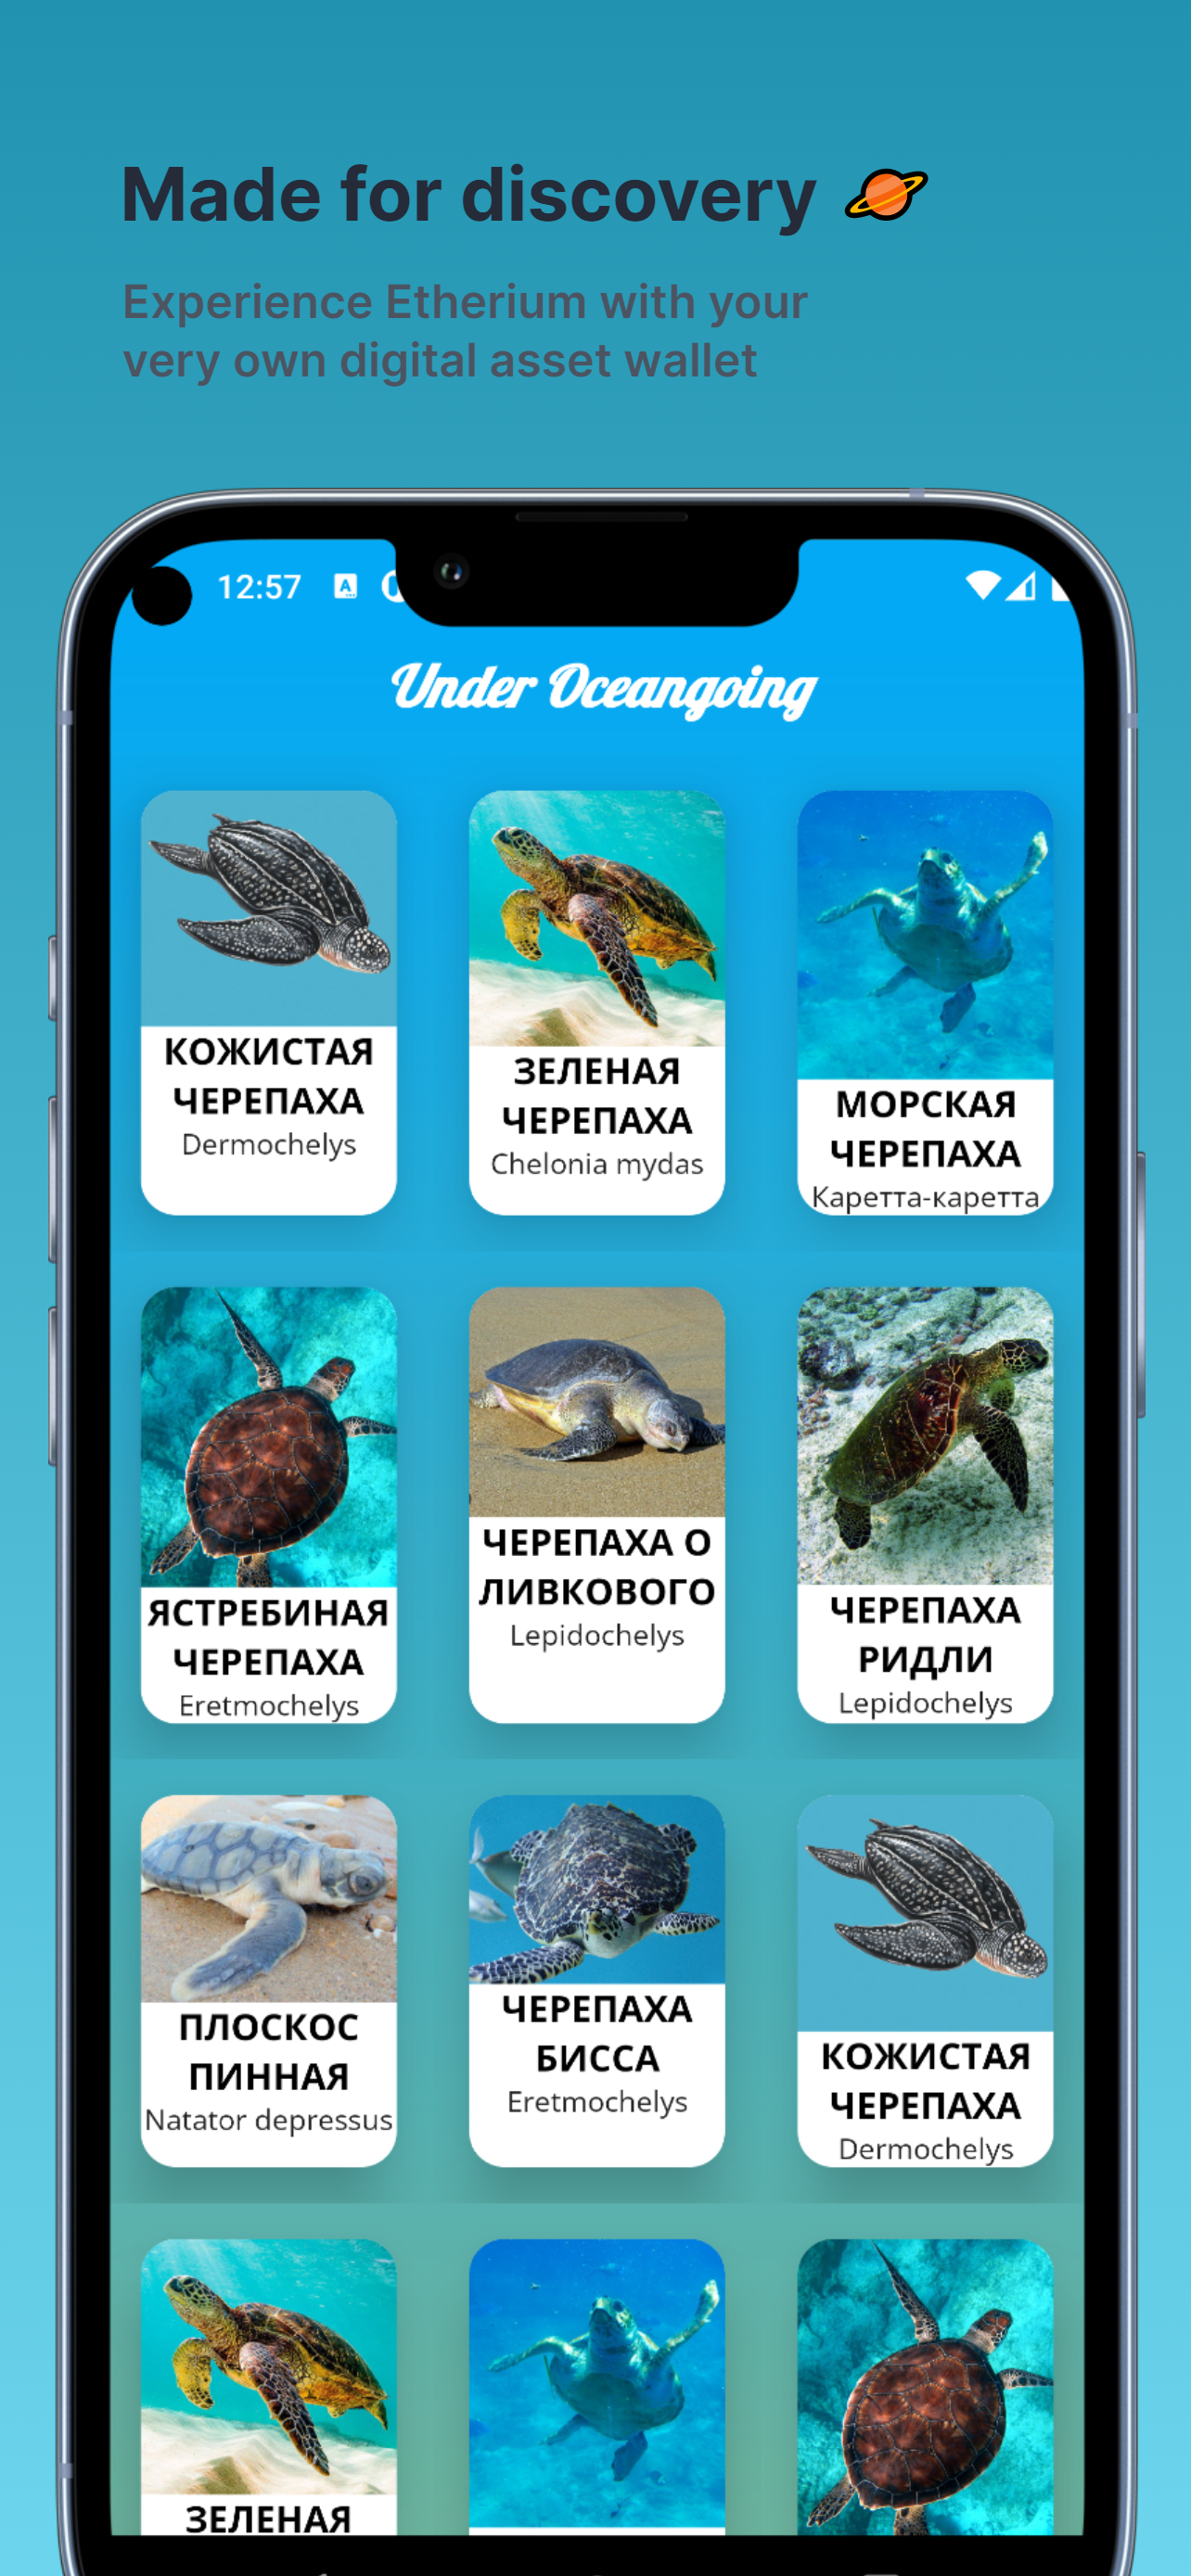 Made for discovery 🪐
Experience Etherium with your
very own digital asset wallet
12:57
Under Oceangoing
КОЖИСТАЯ
ЧЕРЕПАХА
Dermochelys
ЗЕЛЕНАЯ
ЧЕРЕПАХА
Chelonia mydas
МОРСКАЯ
ЧЕРЕПАХА
Каретта-каретта
ЯСТРЕБИНАЯ
ЧЕРЕПАХА
Eretmochelys
ЧЕРЕПАХА О
ЛИВКОВОГО
Lepidochelys
ЧЕРЕПАХА
РИДЛИ
Lepidochelys
ПЛОСКОС
ПИННАЯ
Natator depressus
ЧЕРЕПАХА
БИССА
Eretmochelys
КОЖИСТАЯ
ЧЕРЕПАХА
Dermochelys
ЗЕЛЕНАЯ